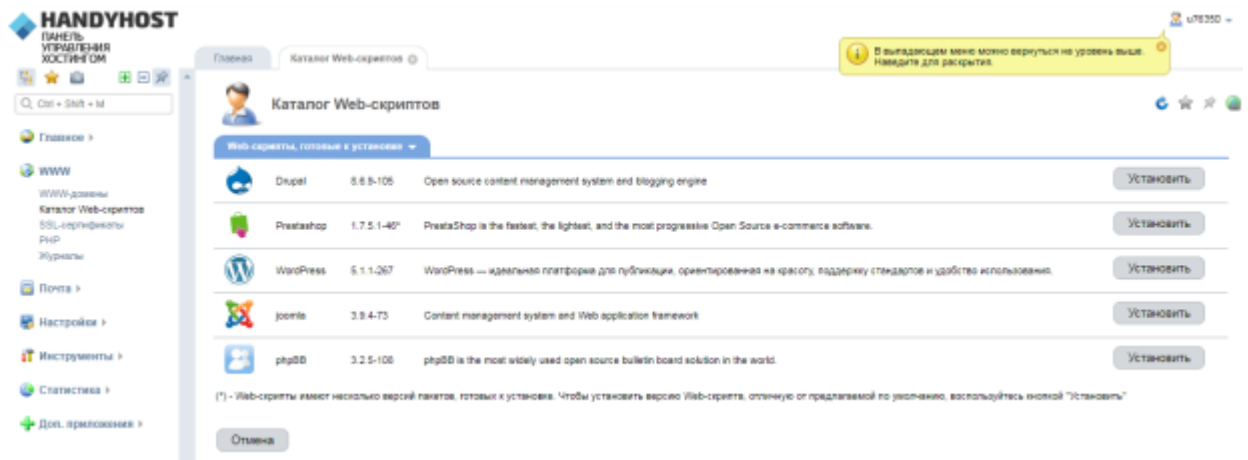 HANDYHOST
ПАНЕЛЬ
УПРАВЛЕНИЯ
ХОСТИНГОМ
u76350
Главная
Каталог Web-скриптов
В выпадающем меню можно вернуться на уровень выше.
Наведите для раскрытия.
Ctrl + Shift + M
Каталог Web-скриптов
Главное
WWW
WWW-домены
Каталог Web-скриптов
SSL-сертификаты
PHP
Журналы
Почта
Настройки
Инструменты
Статистика
Доп. приложения
Web-скрипты, готовые к установке
Drupal 8.6.9-105 Open source content management system and blogging engine Установить
Prestashop 1.7.5.1-46* PrestaShop is the fastest, the lightest, and the most progressive Open Source e-commerce software. Установить
WordPress 5.1.1-267 WordPress — идеальная платформа для публикации, ориентированная на красоту, поддержку стандартов и удобство использования. Установить
joomla 3.9.4-73 Content management system and Web application framework Установить
phpBB 3.2.5-108 phpBB is the most widely used open source bulletin board solution in the world. Установить
(*) - Web-скрипты имеют несколько версий пакетов, готовых к установке. Чтобы установить версию Web-скрипта, отличную от предлагаемой по умолчанию, воспользуйтесь кнопкой "Установить"
Отмена